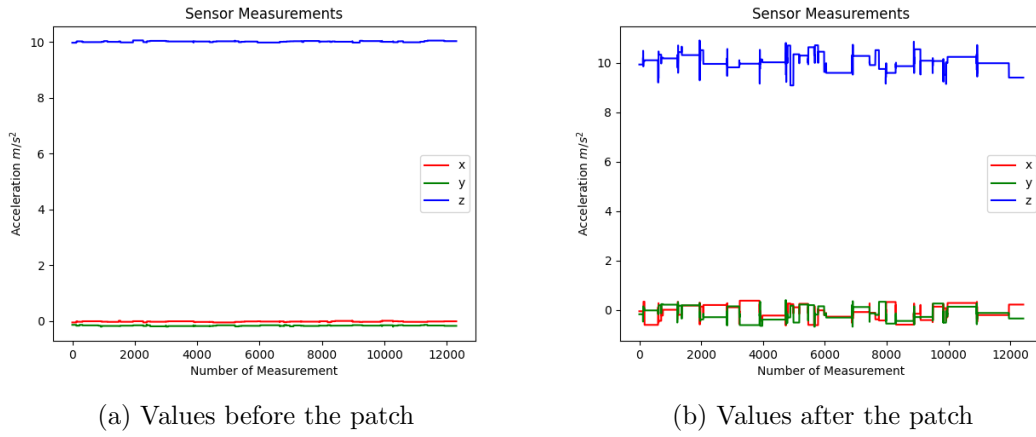 Sensor Measurements
10
8
6
4
2
0
Acceleration m/s²
x
y
z
0 2000 4000 6000 8000 10000 12000
Number of Measurement
(a) Values before the patch
Sensor Measurements
10
8
6
4
2
0
Acceleration m/s²
x
y
z
0 2000 4000 6000 8000 10000 12000
Number of Measurement
(b) Values after the patch